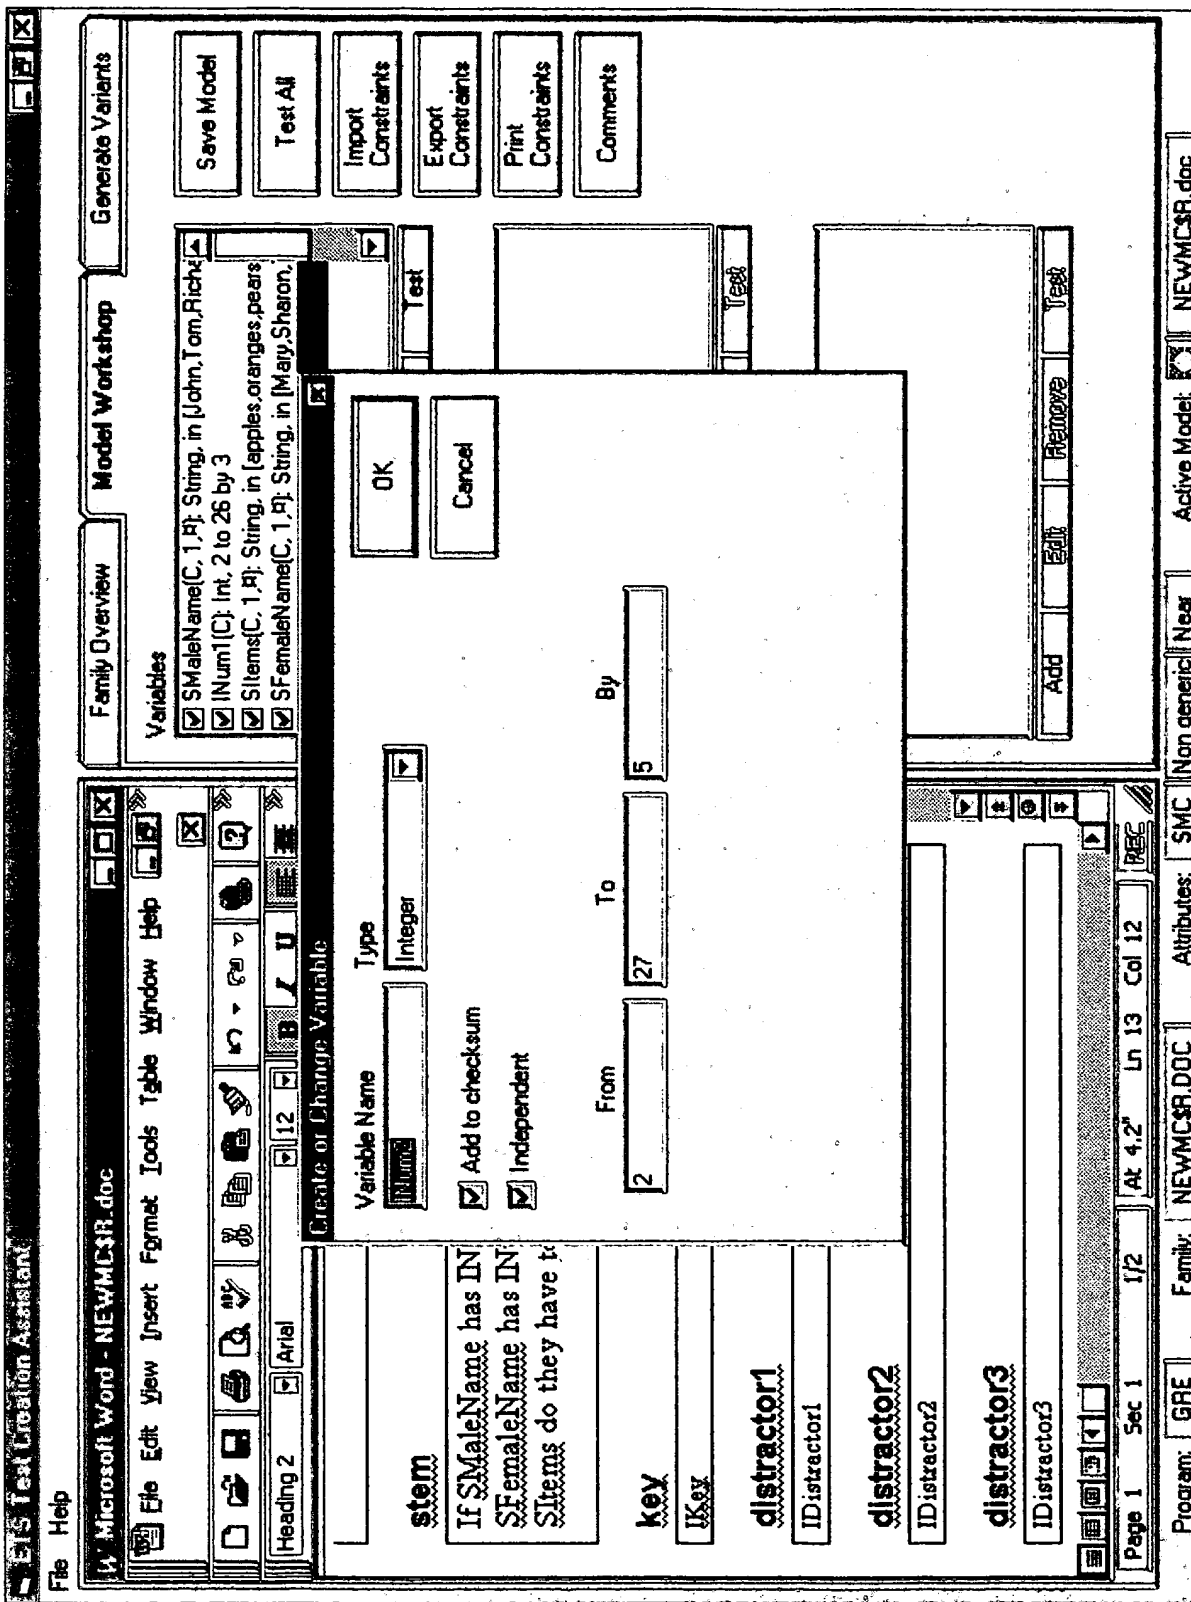 ETS Test Creation Assistant
File Help
Microsoft Word - NEWMC$R.doc
File Edit View Insert Format Tools Table Window Help
Heading 2 Arial 12 B I U
stem
If SMaleName has IN
SFemaleName has IN
SItems do they have to
key
IKey
distractor1
IDistractor1
distractor2
IDistractor2
distractor3
IDistractor3
Page 1 Sec 1 1/2 At 4.2" Ln 13 Col 12 REC
Family Overview
Model Workshop
Generate Variants
Variables
SMaleName(C, 1,¤): String, in [John,Tom,Richa
INum1(C): Int, 2 to 26 by 3
SItems(C, 1,¤): String, in [apples,oranges,pears
SFemaleName(C, 1,¤): String, in [Mary,Sharon,
Test
Test
Add Edit Remove Test
Save Model
Test All
Import
Constraints
Export
Constraints
Print
Constraints
Comments
Create or Change Variable
Variable Name
Type
Integer
Add to checksum
Independent
From
To
By
2
27
5
OK
Cancel
Program: GRE Family: NEWMC$R.DOC Attributes: SMC Non generic Near Active Model: NEWMC$R.doc